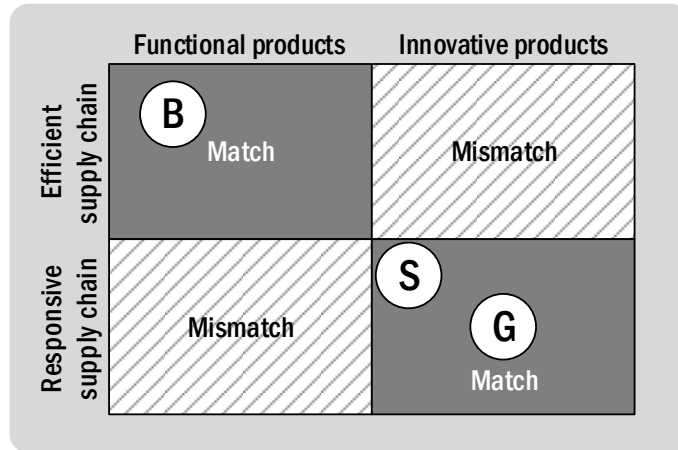 Functional products Innovative products
Efficient
supply chain
B
Match
Mismatch
Responsive
supply chain
Mismatch
S
G
Match